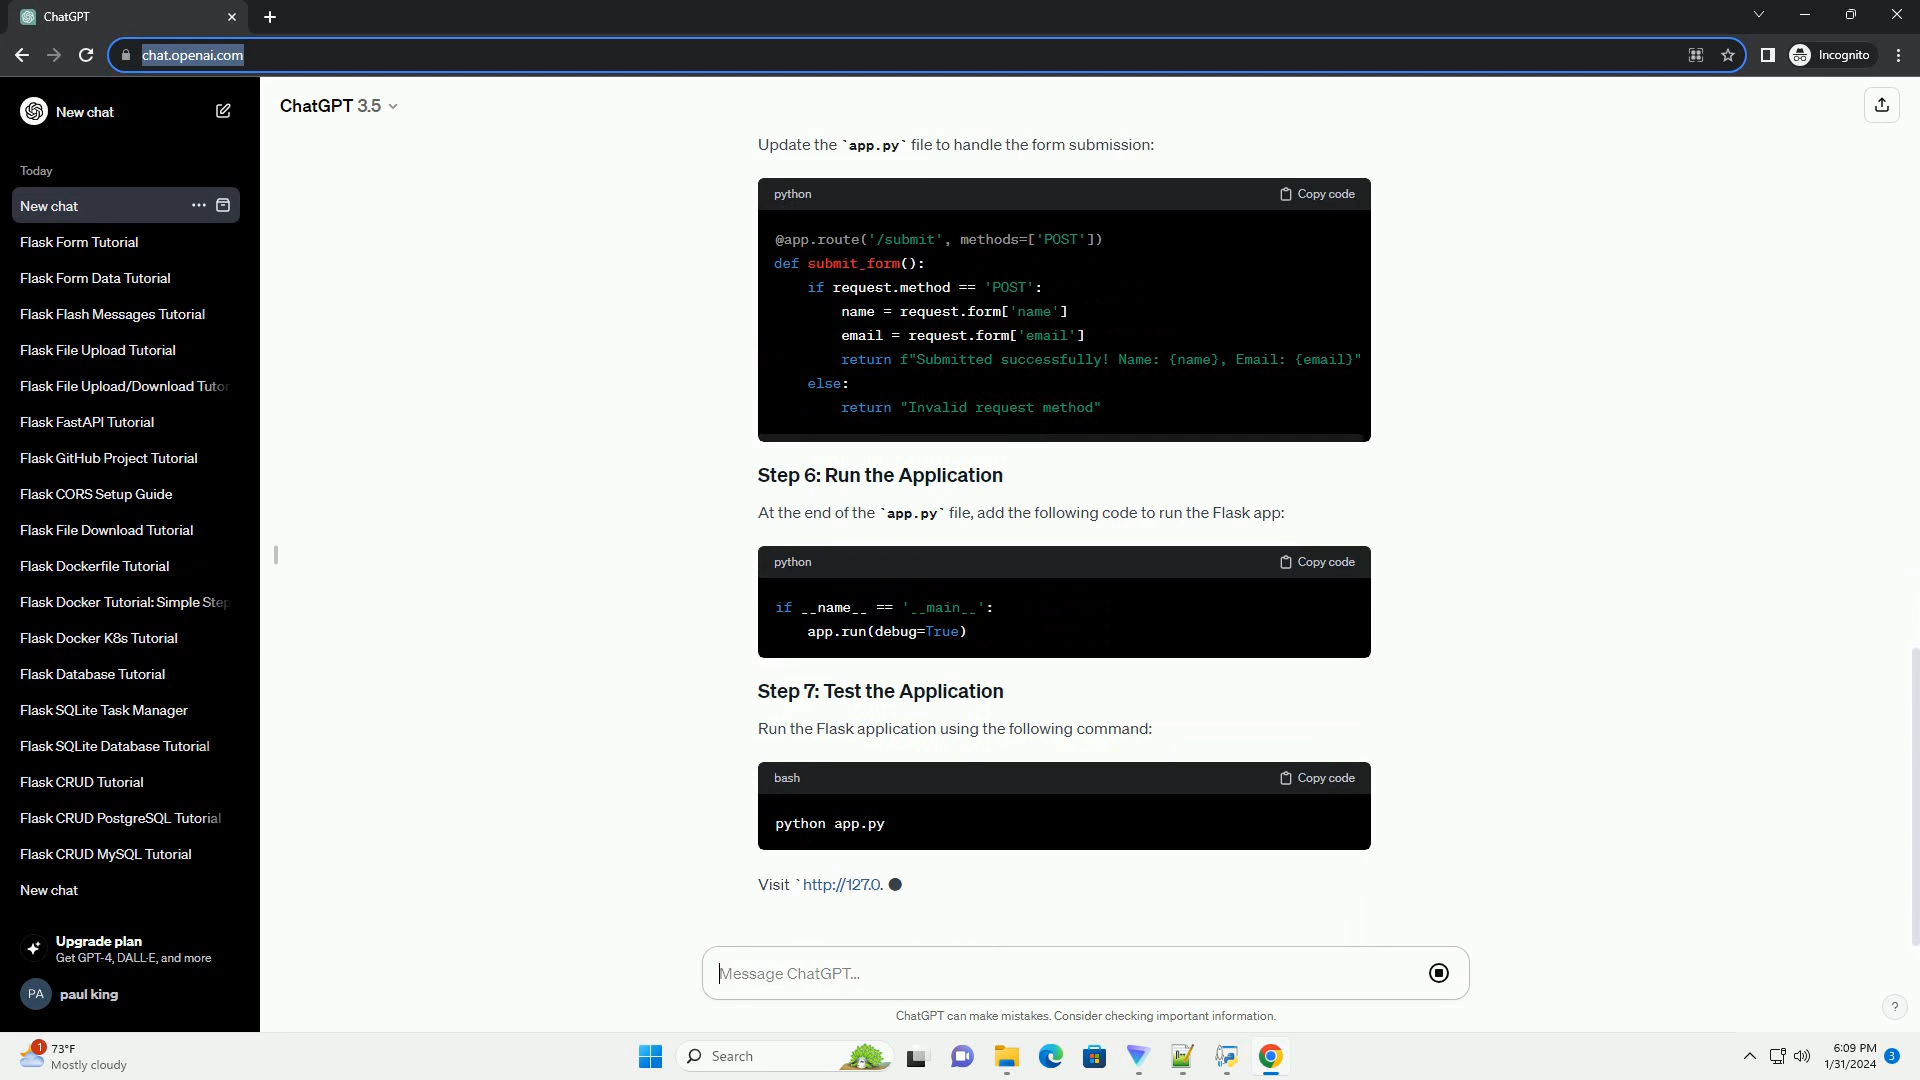 ChatGPT
chat.openai.com
Incognito
New chat
Today
New chat
Flask Form Tutorial
Flask Form Data Tutorial
Flask Flash Messages Tutorial
Flask File Upload Tutorial
Flask File Upload/Download Tutor
Flask FastAPI Tutorial
Flask GitHub Project Tutorial
Flask CORS Setup Guide
Flask File Download Tutorial
Flask Dockerfile Tutorial
Flask Docker Tutorial: Simple Step
Flask Docker K8s Tutorial
Flask Database Tutorial
Flask SQLite Task Manager
Flask SQLite Database Tutorial
Flask CRUD Tutorial
Flask CRUD PostgreSQL Tutorial
Flask CRUD MySQL Tutorial
New chat
Upgrade plan
Get GPT-4, DALL·E, and more
PA paul king
ChatGPT 3.5
Update the `app.py` file to handle the form submission:
python Copy code
@app.route('/submit', methods=['POST'])
def submit_form():
    if request.method == 'POST':
        name = request.form['name']
        email = request.form['email']
        return f"Submitted successfully! Name: {name}, Email: {email}"
    else:
        return "Invalid request method"
Step 6: Run the Application
At the end of the `app.py` file, add the following code to run the Flask app:
python Copy code
if __name__ == '__main__':
    app.run(debug=True)
Step 7: Test the Application
Run the Flask application using the following command:
bash Copy code
python app.py
Visit `http://127.0.
Message ChatGPT...
ChatGPT can make mistakes. Consider checking important information.
?
1
73°F
Mostly cloudy
Search
6:09 PM
1/31/2024
3